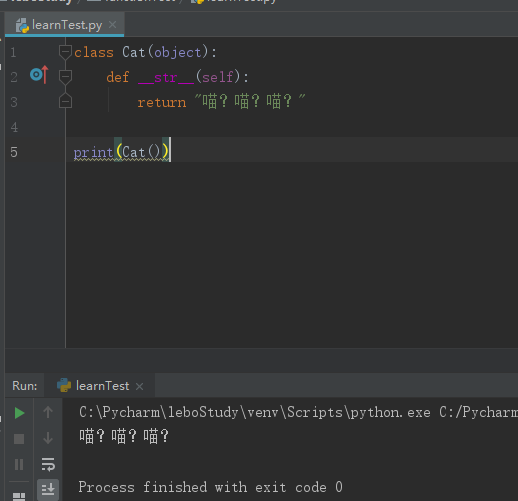 learnTest.py
1 class Cat(object):
2 def __str__(self):
3 return "喵？喵？喵？"
4
5 print(Cat())
Run: learnTest
C:\Pycharm\leboStudy\venv\Scripts\python.exe C:/Pycharm
喵？喵？喵？
Process finished with exit code 0